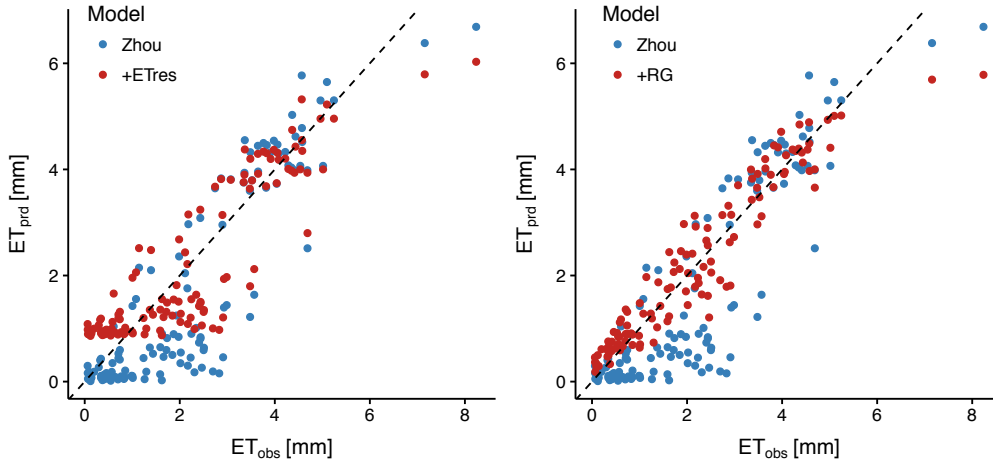 Model
Zhou
+ETres
6
4
2
0
ETprd [mm]
0 2 4 6 8
ETobs [mm]
Model
Zhou
+RG
6
4
2
0
ETprd [mm]
0 2 4 6 8
ETobs [mm]